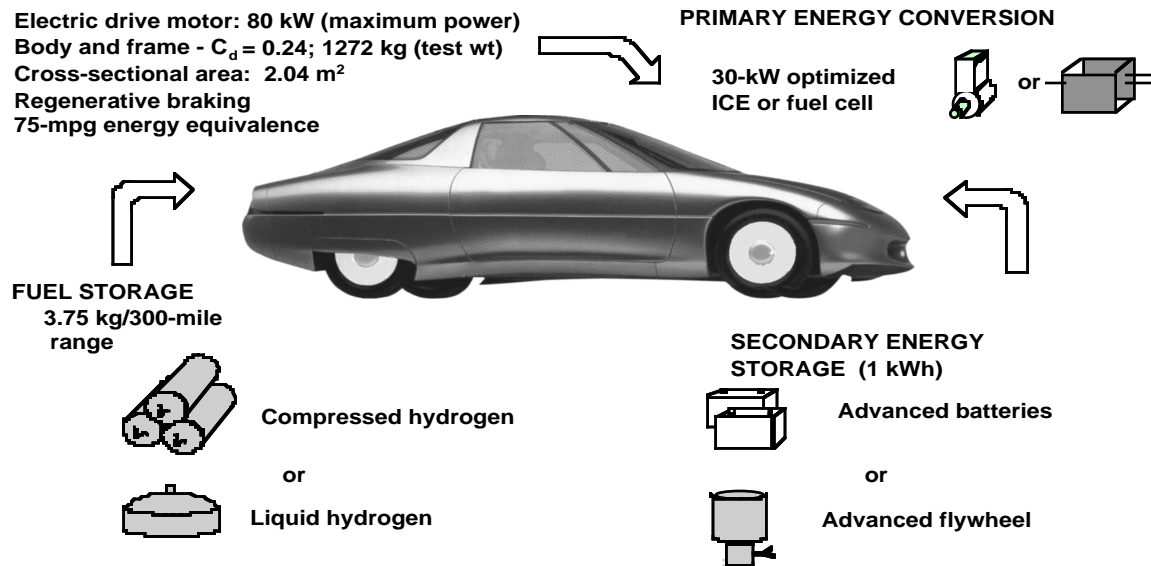 Electric drive motor: 80 kW (maximum power)
Body and frame - Cd = 0.24; 1272 kg (test wt)
Cross-sectional area: 2.04 m²
Regenerative braking
75-mpg energy equivalence
PRIMARY ENERGY CONVERSION
30-kW optimized
ICE or fuel cell
or
FUEL STORAGE
3.75 kg/300-mile
range
Compressed hydrogen
or
Liquid hydrogen
SECONDARY ENERGY
STORAGE (1 kWh)
Advanced batteries
or
Advanced flywheel